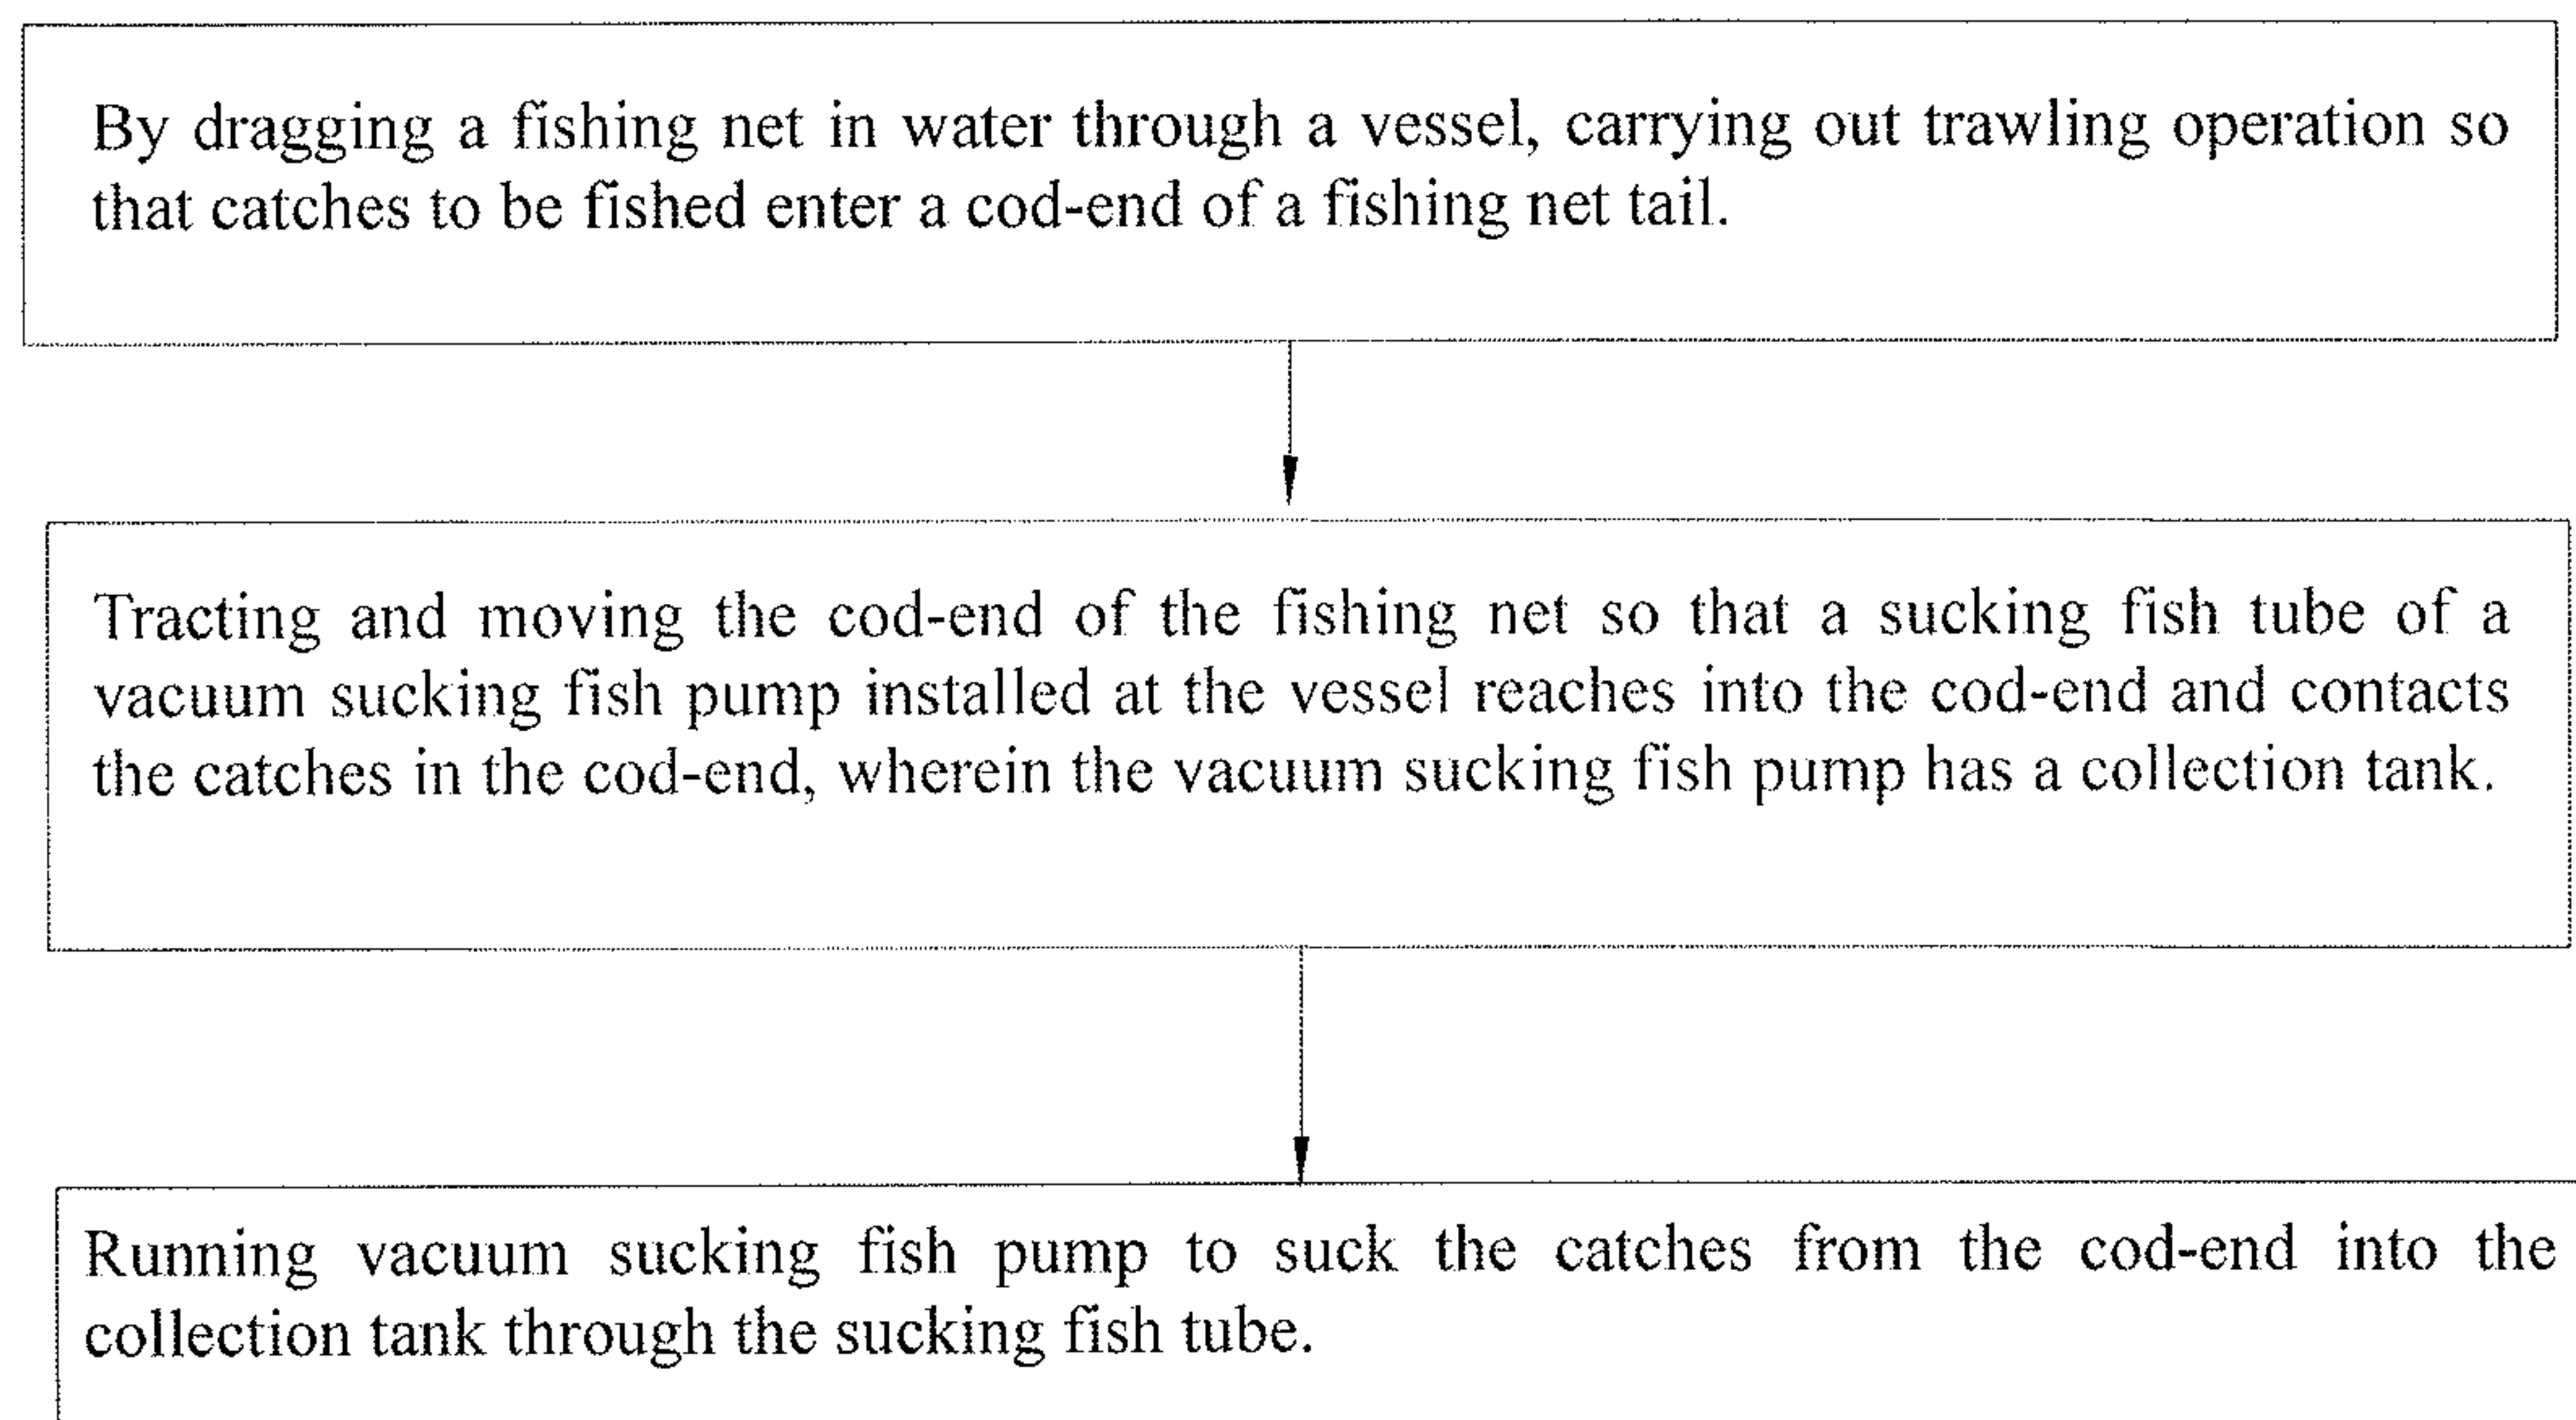 By dragging a fishing net in water through a vessel, carrying out trawling operation so
that catches to be fished enter a cod-end of a fishing net tail.
Tracting and moving the cod-end of the fishing net so that a sucking fish tube of a
vacuum sucking fish pump installed at the vessel reaches into the cod-end and contacts
the catches in the cod-end, wherein the vacuum sucking fish pump has a collection tank.
Running vacuum sucking fish pump to suck the catches from the cod-end into the
collection tank through the sucking fish tube.